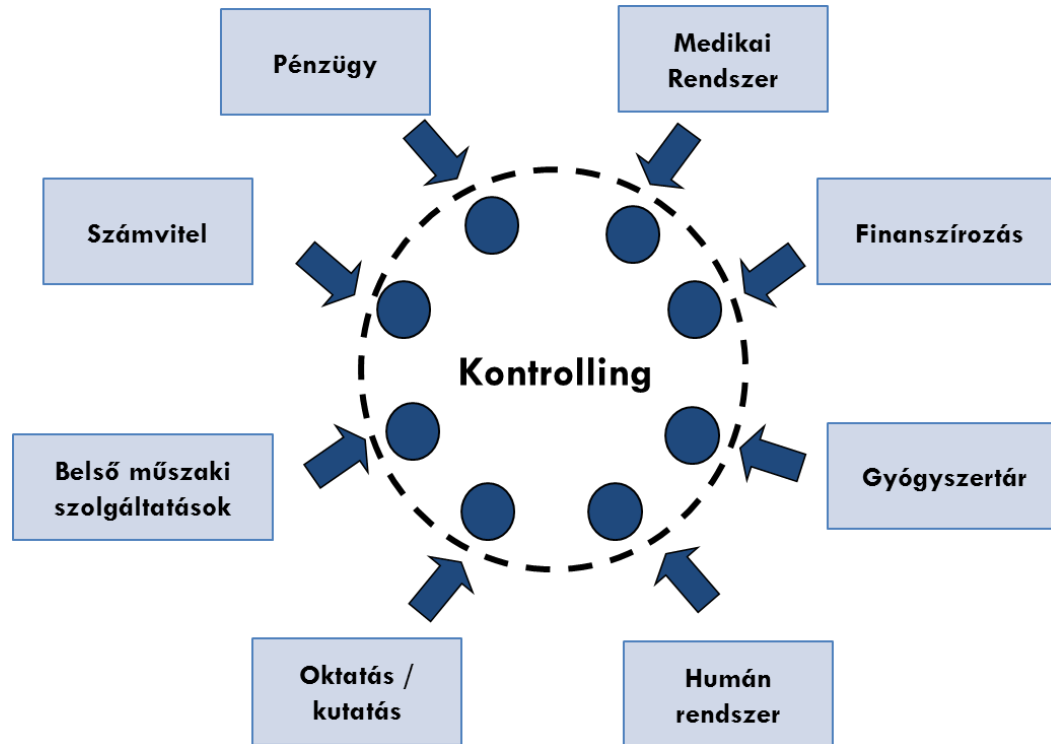 Pénzügy
Medikai
Rendszer
Számvitel
Finanszírozás
Kontrolling
Belső műszaki
szolgáltatások
Gyógyszertár
Oktatás /
kutatás
Humán
rendszer